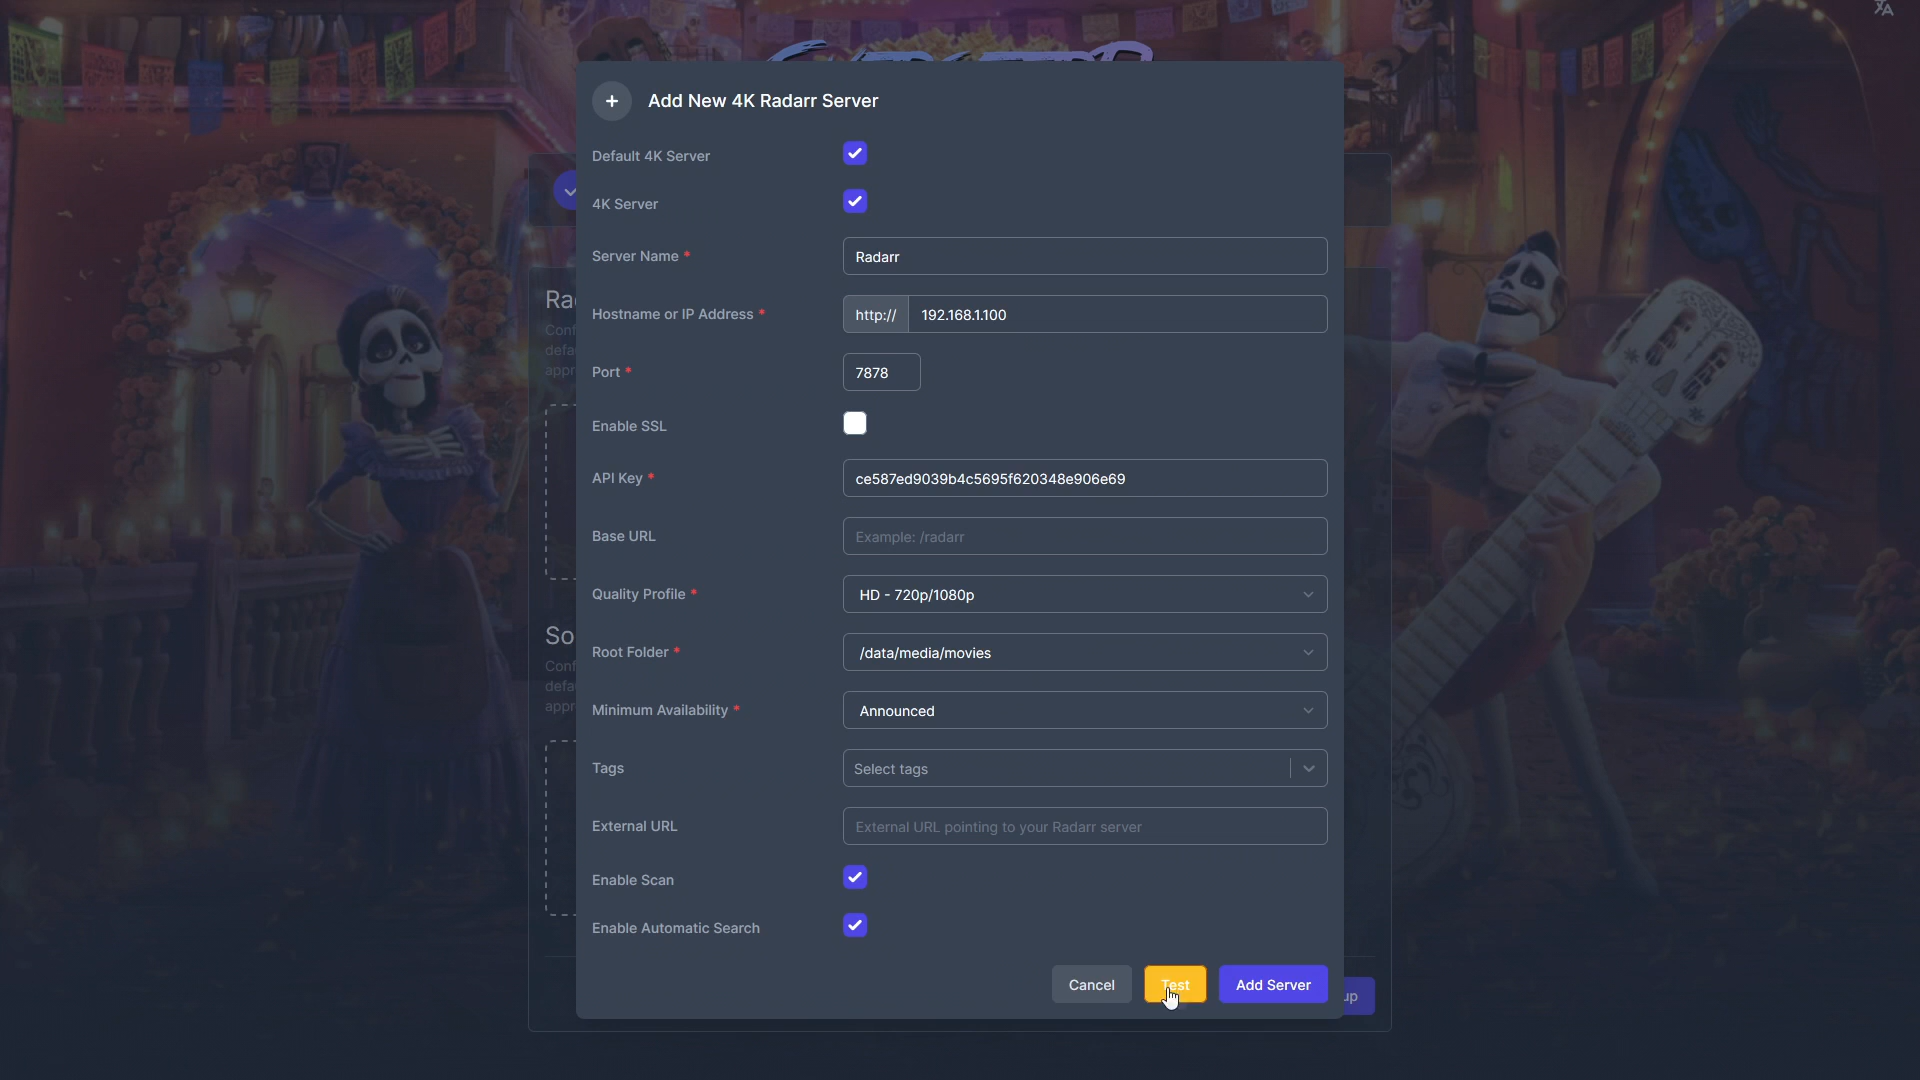 Add New 4K Radarr Server
Default 4K Server
4K Server
Server Name *
Radarr
Hostname or IP Address *
http://
192.168.1.100
Port *
7878
Enable SSL
API Key *
ce587ed9039b4c5695f620348e906e69
Base URL
Example: /radarr
Quality Profile *
HD - 720p/1080p
Root Folder *
/data/media/movies
Minimum Availability *
Announced
Tags
Select tags
External URL
External URL pointing to your Radarr server
Enable Scan
Enable Automatic Search
Cancel
Test
Add Server